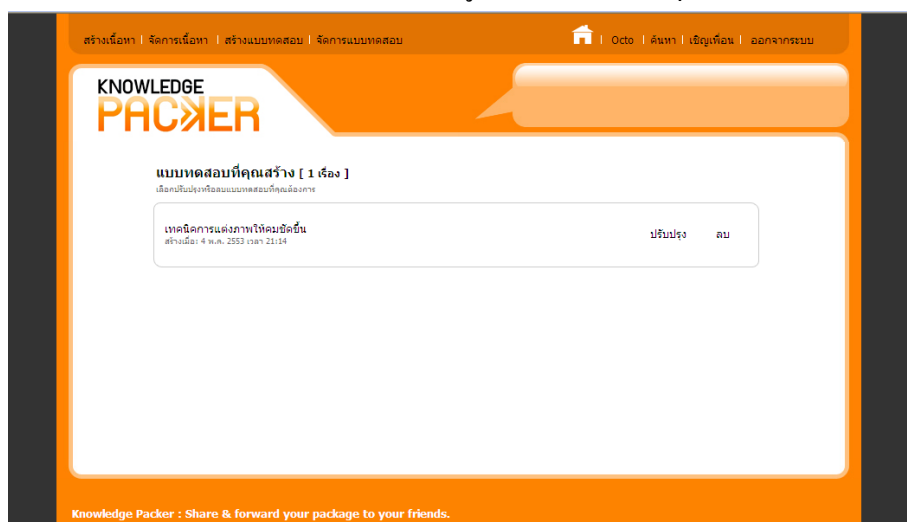 สร้างเนื้อหา | จัดการเนื้อหา | สร้างแบบทดสอบ | จัดการแบบทดสอบ | Octo | ค้นหา | เชิญเพื่อน | ออกจากระบบ
KNOWLEDGE
PACKER
แบบทดสอบที่คุณสร้าง [ 1 เรื่อง ]
เลือกปรับปรุงหรือลบแบบทดสอบที่คุณต้องการ
เทคนิคการแต่งภาพให้คมชัดขึ้น ปรับปรุง ลบ
สร้างเมื่อ: 4 พ.ค. 2553 เวลา 21:14
Knowledge Packer : Share & forward your package to your friends.